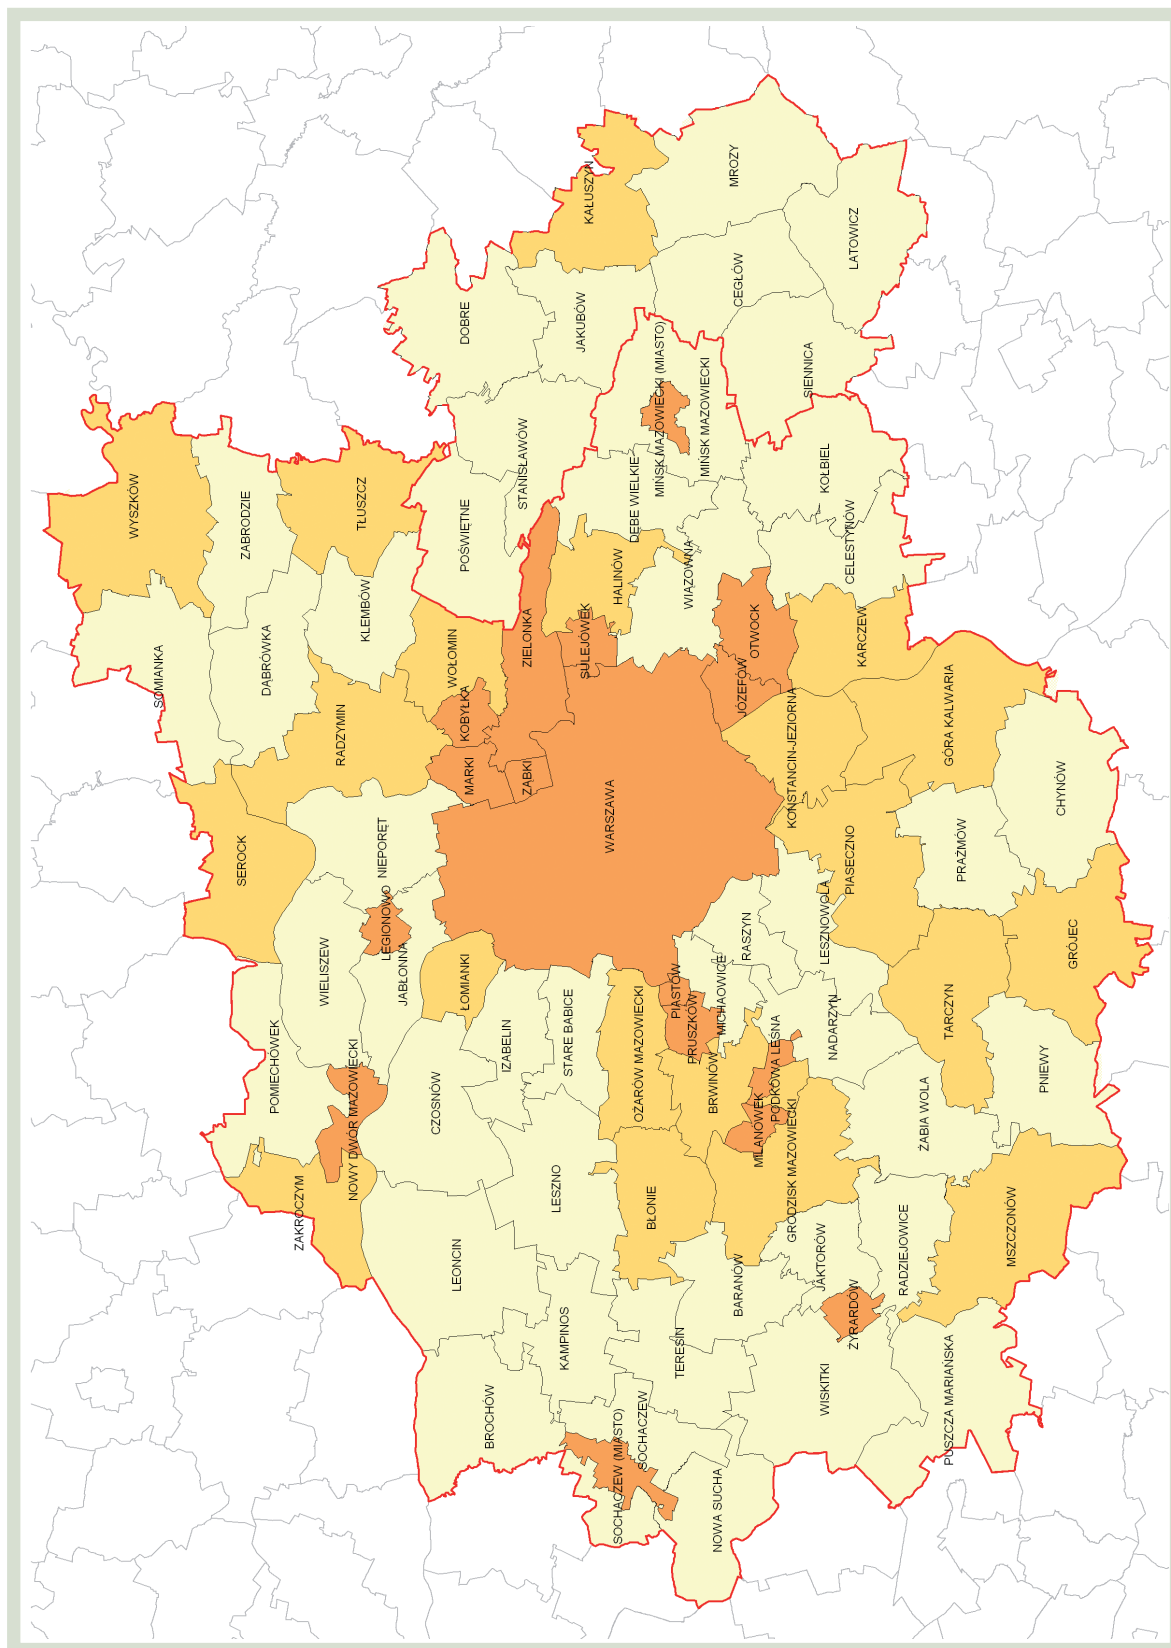 WYSZKÓW
ZABRODZIE
TŁUSZCZ
SOMIANKA
DĄBRÓWKA
KLEMBÓW
POŚWIĘTNE
STANISŁAWÓW
DOBRE
JAKUBÓW
KAŁUSZYN
MROZY
CEGŁÓW
LATOWICZ
SIENNICA
MIŃSK MAZOWIECKI (MIASTO)
MIŃSK MAZOWIECKI
DĘBE WIELKIE
KOŁBIEL
CELESTYNÓW
HALINÓW
WIĄZOWNA
SULEJÓWEK
ZIELONKA
WOŁOMIN
KOBYŁKA
RADZYMIN
MARKI
ZĄBKI
OTWOCK
JÓZEFÓW
KARCZEW
GÓRA KALWARIA
KONSTANCIN-JEZIORNA
CHYNÓW
PRAŻMÓW
PIASECZNO
WARSZAWA
SEROCK
NIEPORĘT
LEGIONOWO
WIELISZEW
JABŁONNA
ŁOMIANKI
IZABELIN
STARE BABICE
OŻARÓW MAZOWIECKI
PIASTÓW
PRUSZKÓW
MICHAOWICE
RASZYN
LESZNOWOLA
NADARZYN
TARCZYN
GRÓJEC
PNIEWY
POMIECHÓWEK
NOWY DWÓR MAZOWIECKI
ZAKROCZYM
CZOSNÓW
LEONCIN
LESZNO
BŁONIE
BRWINÓW
PODKOWA LEŚNA
MILANÓWEK
GRODZISK MAZOWIECKI
ŻABIA WOLA
MSZCZONÓW
RADZIEJOWICE
JAKTORÓW
ŻYRARDÓW
BARANÓW
TERESIN
KAMPINOS
BROCHÓW
SOCHACZEW
SOCHACZEW (MIASTO)
NOWA SUCHA
WISKITKI
PUSZCZA MARIAŃSKA